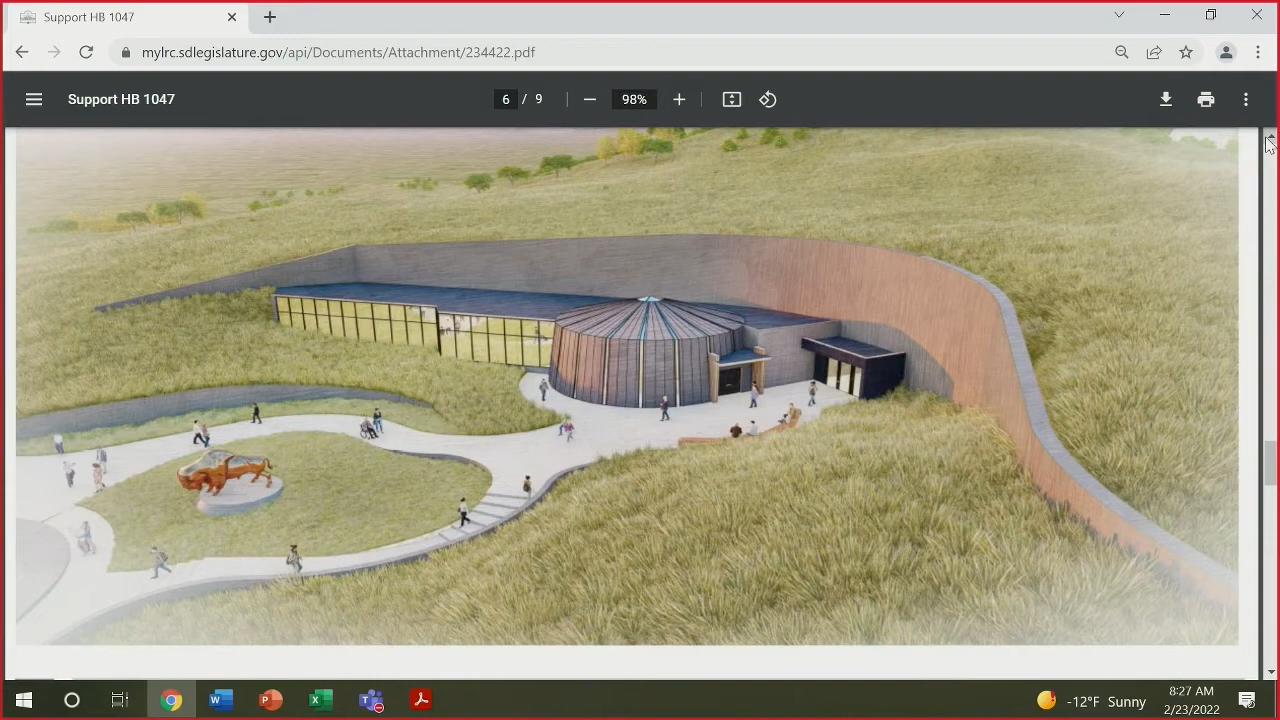 Support HB 1047
mylrc.sdlegislature.gov/api/Documents/Attachment/234422.pdf
Support HB 1047
6 / 9
98%
-12°F Sunny
8:27 AM
2/23/2022